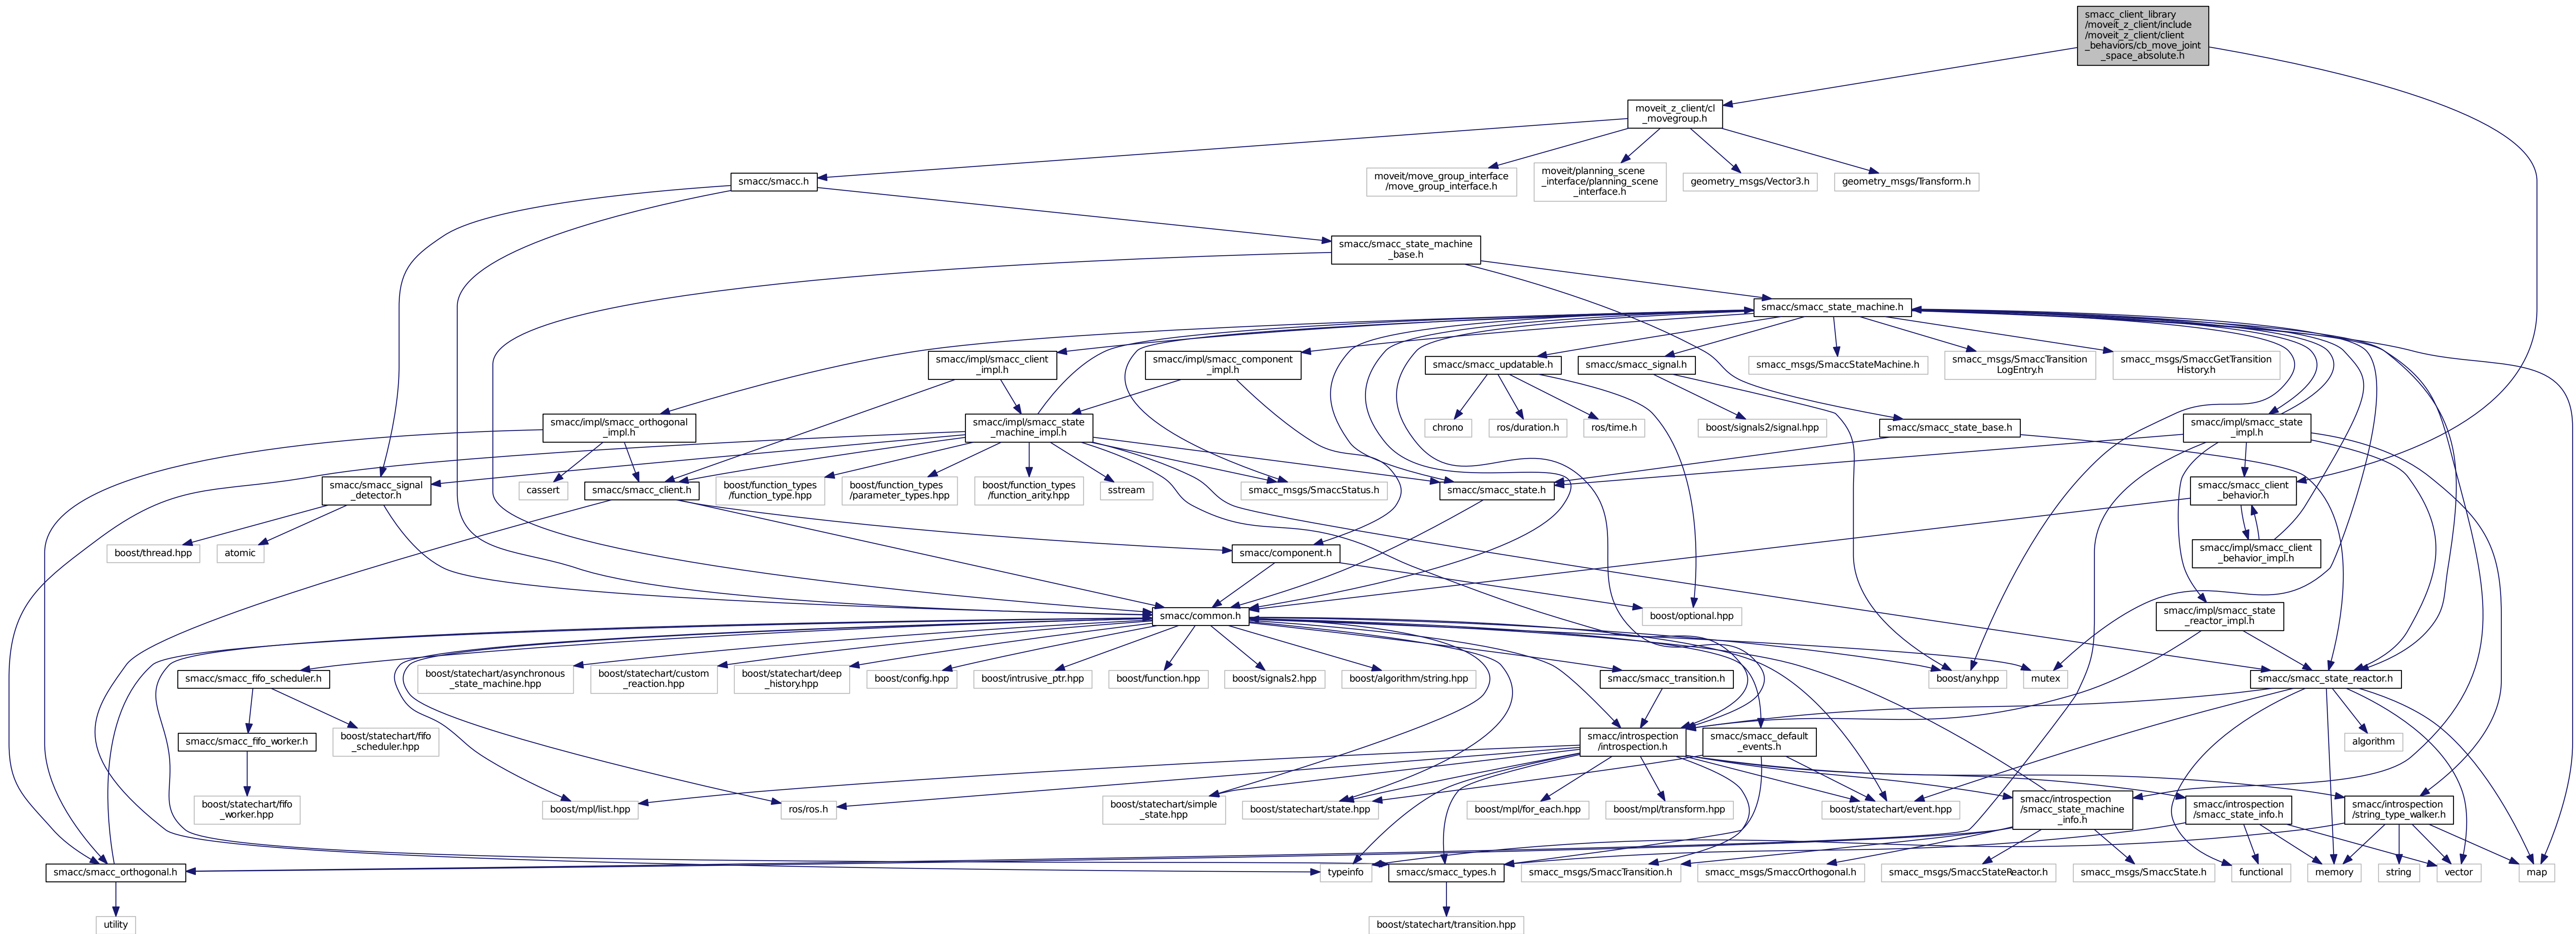 smacc_client_library
/moveit_z_client/include
/moveit_z_client/client
_behaviors/cb_move_joint
_space_absolute.h
moveit_z_client/cl
_movegroup.h
smacc/smacc.h
moveit/move_group_interface
/move_group_interface.h
moveit/planning_scene
_interface/planning_scene
_interface.h
geometry_msgs/Vector3.h
geometry_msgs/Transform.h
smacc/smacc_state_machine
_base.h
smacc/smacc_state_machine.h
smacc/impl/smacc_client
_impl.h
smacc/impl/smacc_component
_impl.h
smacc/smacc_updatable.h
smacc/smacc_signal.h
smacc_msgs/SmaccStateMachine.h
smacc_msgs/SmaccTransition
LogEntry.h
smacc_msgs/SmaccGetTransition
History.h
smacc/impl/smacc_orthogonal
_impl.h
smacc/impl/smacc_state
_machine_impl.h
chrono
ros/duration.h
ros/time.h
boost/signals2/signal.hpp
smacc/smacc_state_base.h
smacc/impl/smacc_state
_impl.h
smacc/smacc_signal
_detector.h
cassert
smacc/smacc_client.h
boost/function_types
/function_type.hpp
boost/function_types
/parameter_types.hpp
boost/function_types
/function_arity.hpp
sstream
smacc_msgs/SmaccStatus.h
smacc/smacc_state.h
smacc/smacc_client
_behavior.h
boost/thread.hpp
atomic
smacc/component.h
smacc/impl/smacc_client
_behavior_impl.h
smacc/common.h
boost/optional.hpp
smacc/impl/smacc_state
_reactor_impl.h
smacc/smacc_fifo_scheduler.h
boost/statechart/asynchronous
_state_machine.hpp
boost/statechart/custom
_reaction.hpp
boost/statechart/deep
_history.hpp
boost/config.hpp
boost/intrusive_ptr.hpp
boost/function.hpp
boost/signals2.hpp
boost/algorithm/string.hpp
smacc/smacc_transition.h
boost/any.hpp
mutex
smacc/smacc_state_reactor.h
smacc/smacc_fifo_worker.h
boost/statechart/fifo
_scheduler.hpp
smacc/introspection
/introspection.h
smacc/smacc_default
_events.h
algorithm
boost/statechart/fifo
_worker.hpp
boost/mpl/list.hpp
ros/ros.h
boost/statechart/simple
_state.hpp
boost/statechart/state.hpp
boost/mpl/for_each.hpp
boost/mpl/transform.hpp
boost/statechart/event.hpp
smacc/introspection
/smacc_state_machine
_info.h
smacc/introspection
/smacc_state_info.h
smacc/introspection
/string_type_walker.h
smacc/smacc_orthogonal.h
typeinfo
smacc/smacc_types.h
smacc_msgs/SmaccTransition.h
smacc_msgs/SmaccOrthogonal.h
smacc_msgs/SmaccStateReactor.h
smacc_msgs/SmaccState.h
functional
memory
string
vector
map
utility
boost/statechart/transition.hpp